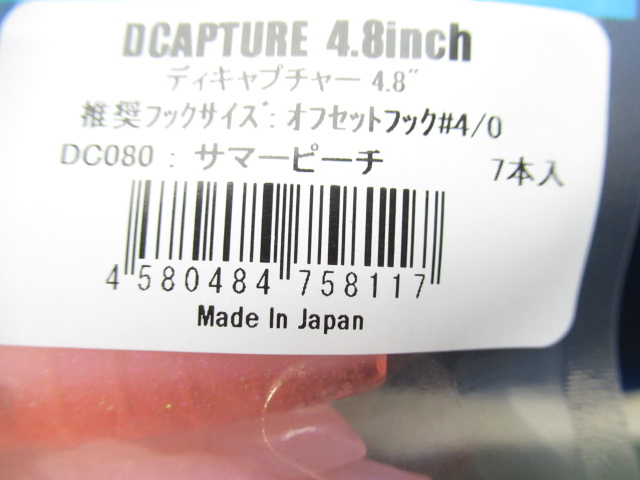 DCAPTURE 4.8inch
ディキャプチャー 4.8"
推奨フックサイズ：オフセットフック#4/0
DC080 : サマーピーチ 7本入
4 580484 758117
Made In Japan